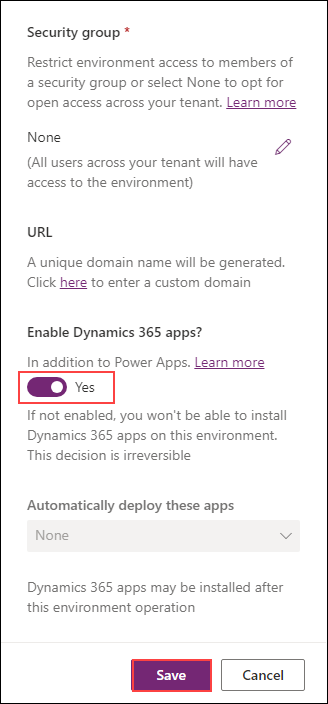 Security group *
Restrict environment access to members of
a security group or select None to opt for
open access across your tenant. Learn more
None
(All users across your tenant will have
access to the environment)
URL
A unique domain name will be generated.
Click here to enter a custom domain
Enable Dynamics 365 apps?
In addition to Power Apps. Learn more
Yes
If not enabled, you won't be able to install
Dynamics 365 apps on this environment.
This decision is irreversible
Automatically deploy these apps
None
Dynamics 365 apps may be installed after
this environment operation
Save
Cancel